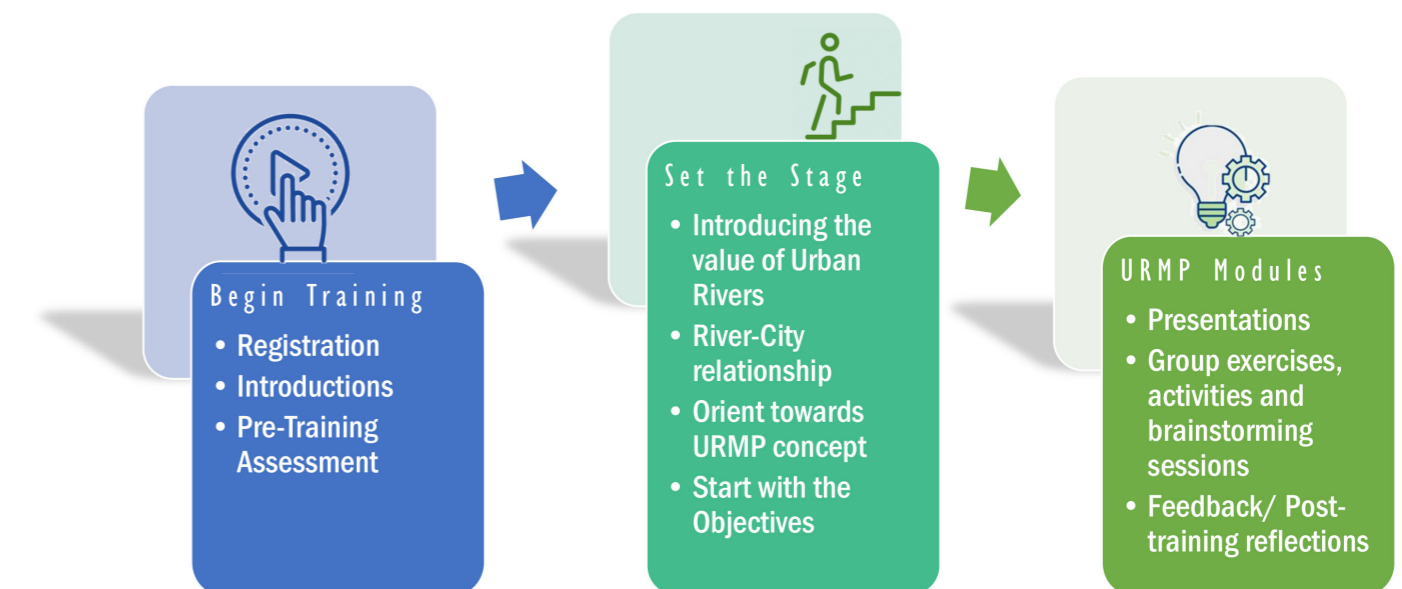 Begin Training
• Registration
• Introductions
• Pre-Training
Assessment
Set the Stage
• Introducing the
value of Urban
Rivers
• River-City
relationship
• Orient towards
URMP concept
• Start with the
Objectives
URMP Modules
• Presentations
• Group exercises,
activities and
brainstorming
sessions
• Feedback/ Post-
training reflections